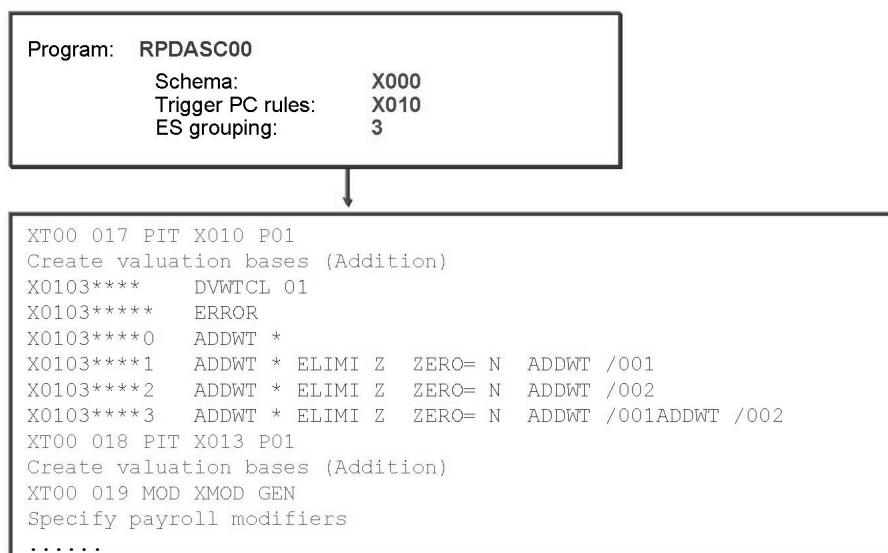 Program: RPDASC00
Schema: X000
Trigger PC rules: X010
ES grouping: 3
XT00 017 PIT X010 P01
Create valuation bases (Addition)
X0103**** DVWTCL 01
X0103***** ERROR
X0103****0 ADDWT *
X0103****1 ADDWT * ELIMI Z ZERO= N ADDWT /001
X0103****2 ADDWT * ELIMI Z ZERO= N ADDWT /002
X0103****3 ADDWT * ELIMI Z ZERO= N ADDWT /001ADDWT /002
XT00 018 PIT X013 P01
Create valuation bases (Addition)
XT00 019 MOD XMOD GEN
Specify payroll modifiers
......